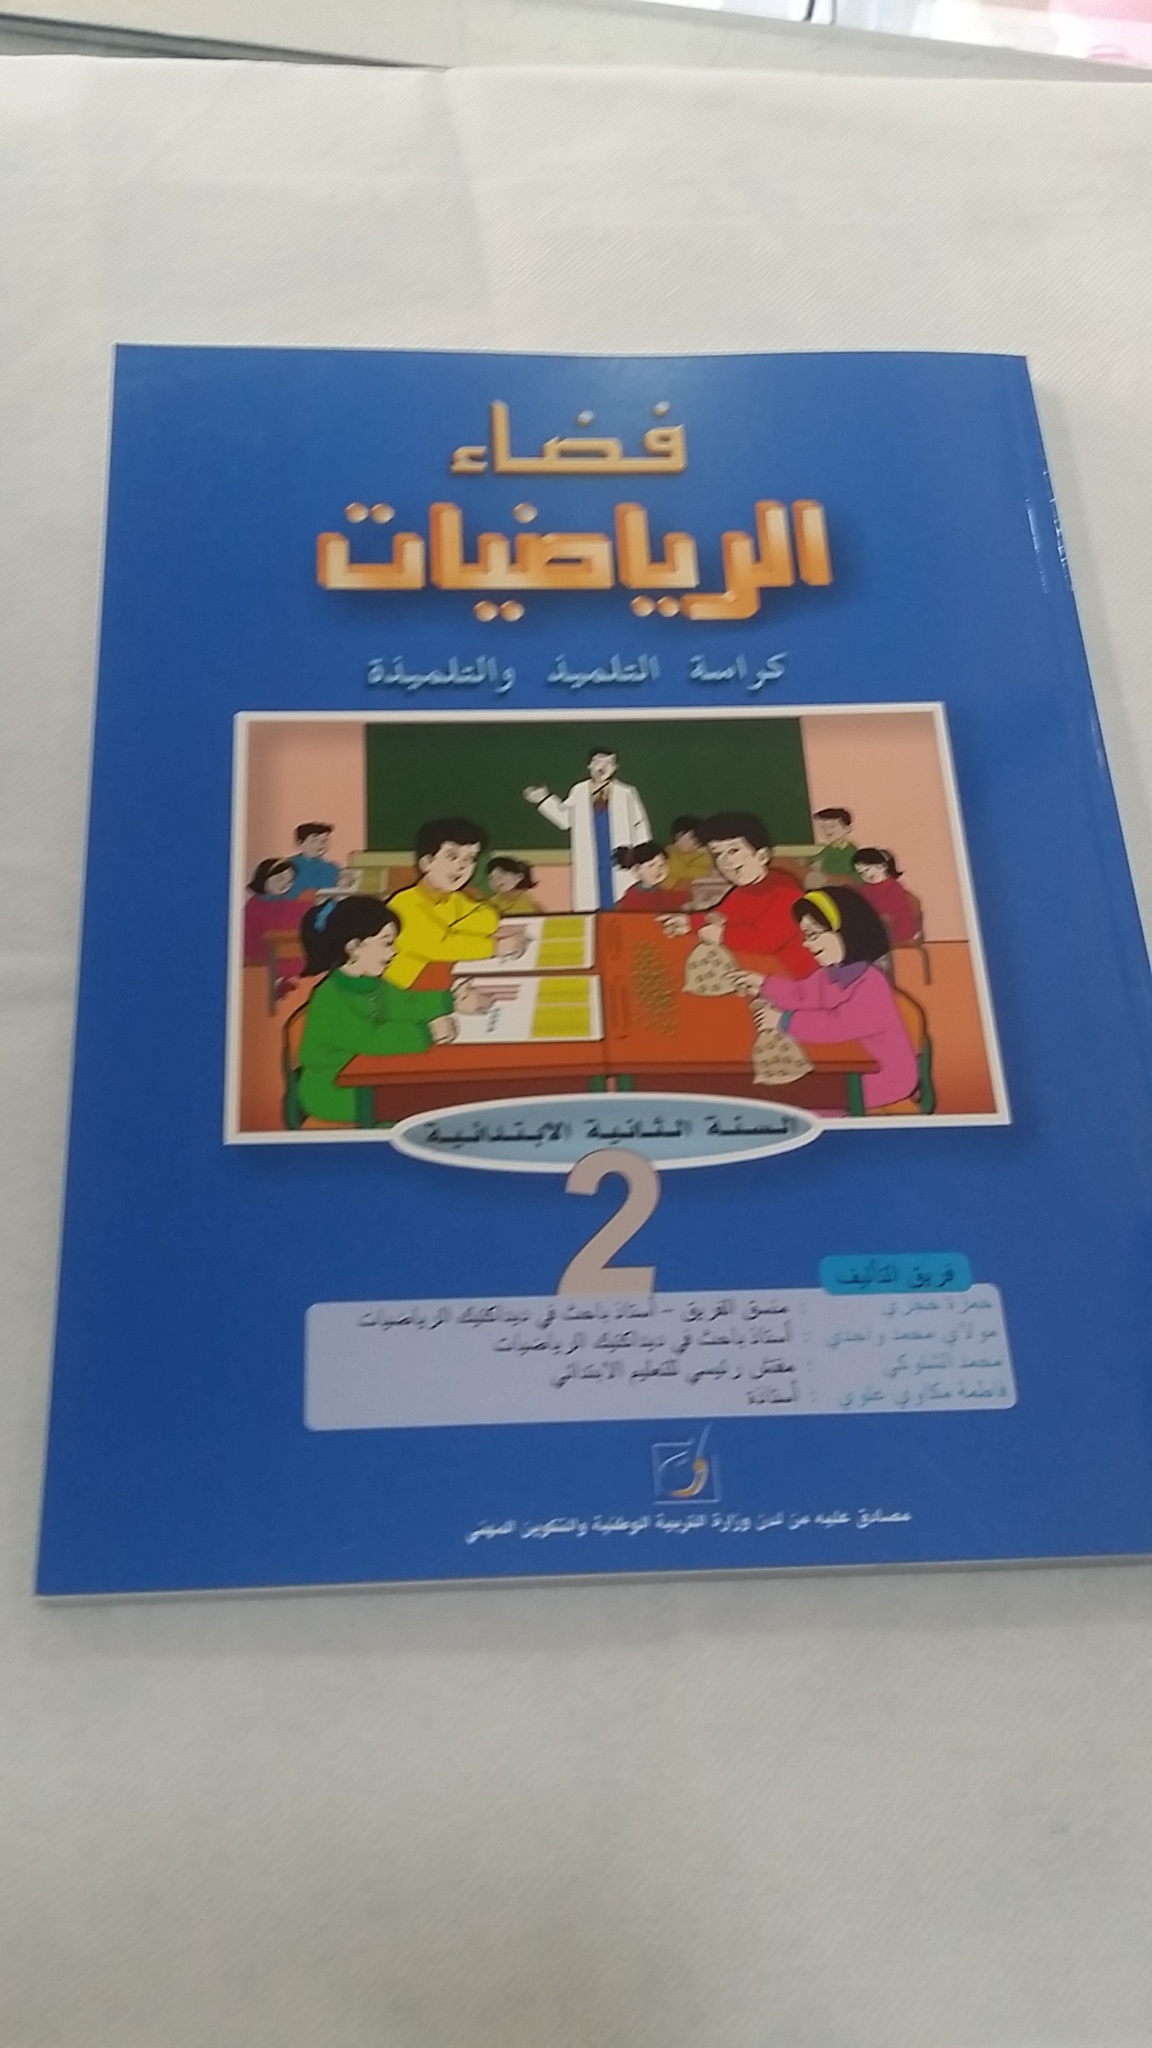 فضاء
الرياضيات
كراسة التلميذ والتلميذة
السنة الثانية الابتدائية
2
فريق التأليف
حمزة حجري : منسق الفريق - أستاذ باحث في ديداكتيك الرياضيات
مولاي محمد واحدي : أستاذ باحث في ديداكتيك الرياضيات
محمد الشتوكي : مفتش رئيسي للتعليم الابتدائي
فاطمة مكاوي علوي : أستاذة
مصادق عليه من لدن وزارة التربية الوطنية والتكوين المهني